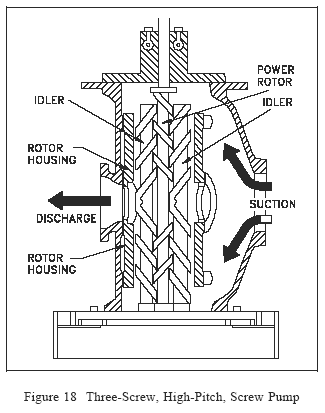 POWER
ROTOR
IDLER
IDLER
ROTOR
HOUSING
DISCHARGE
SUCTION
ROTOR
HOUSING
Figure 18 Three-Screw, High-Pitch, Screw Pump